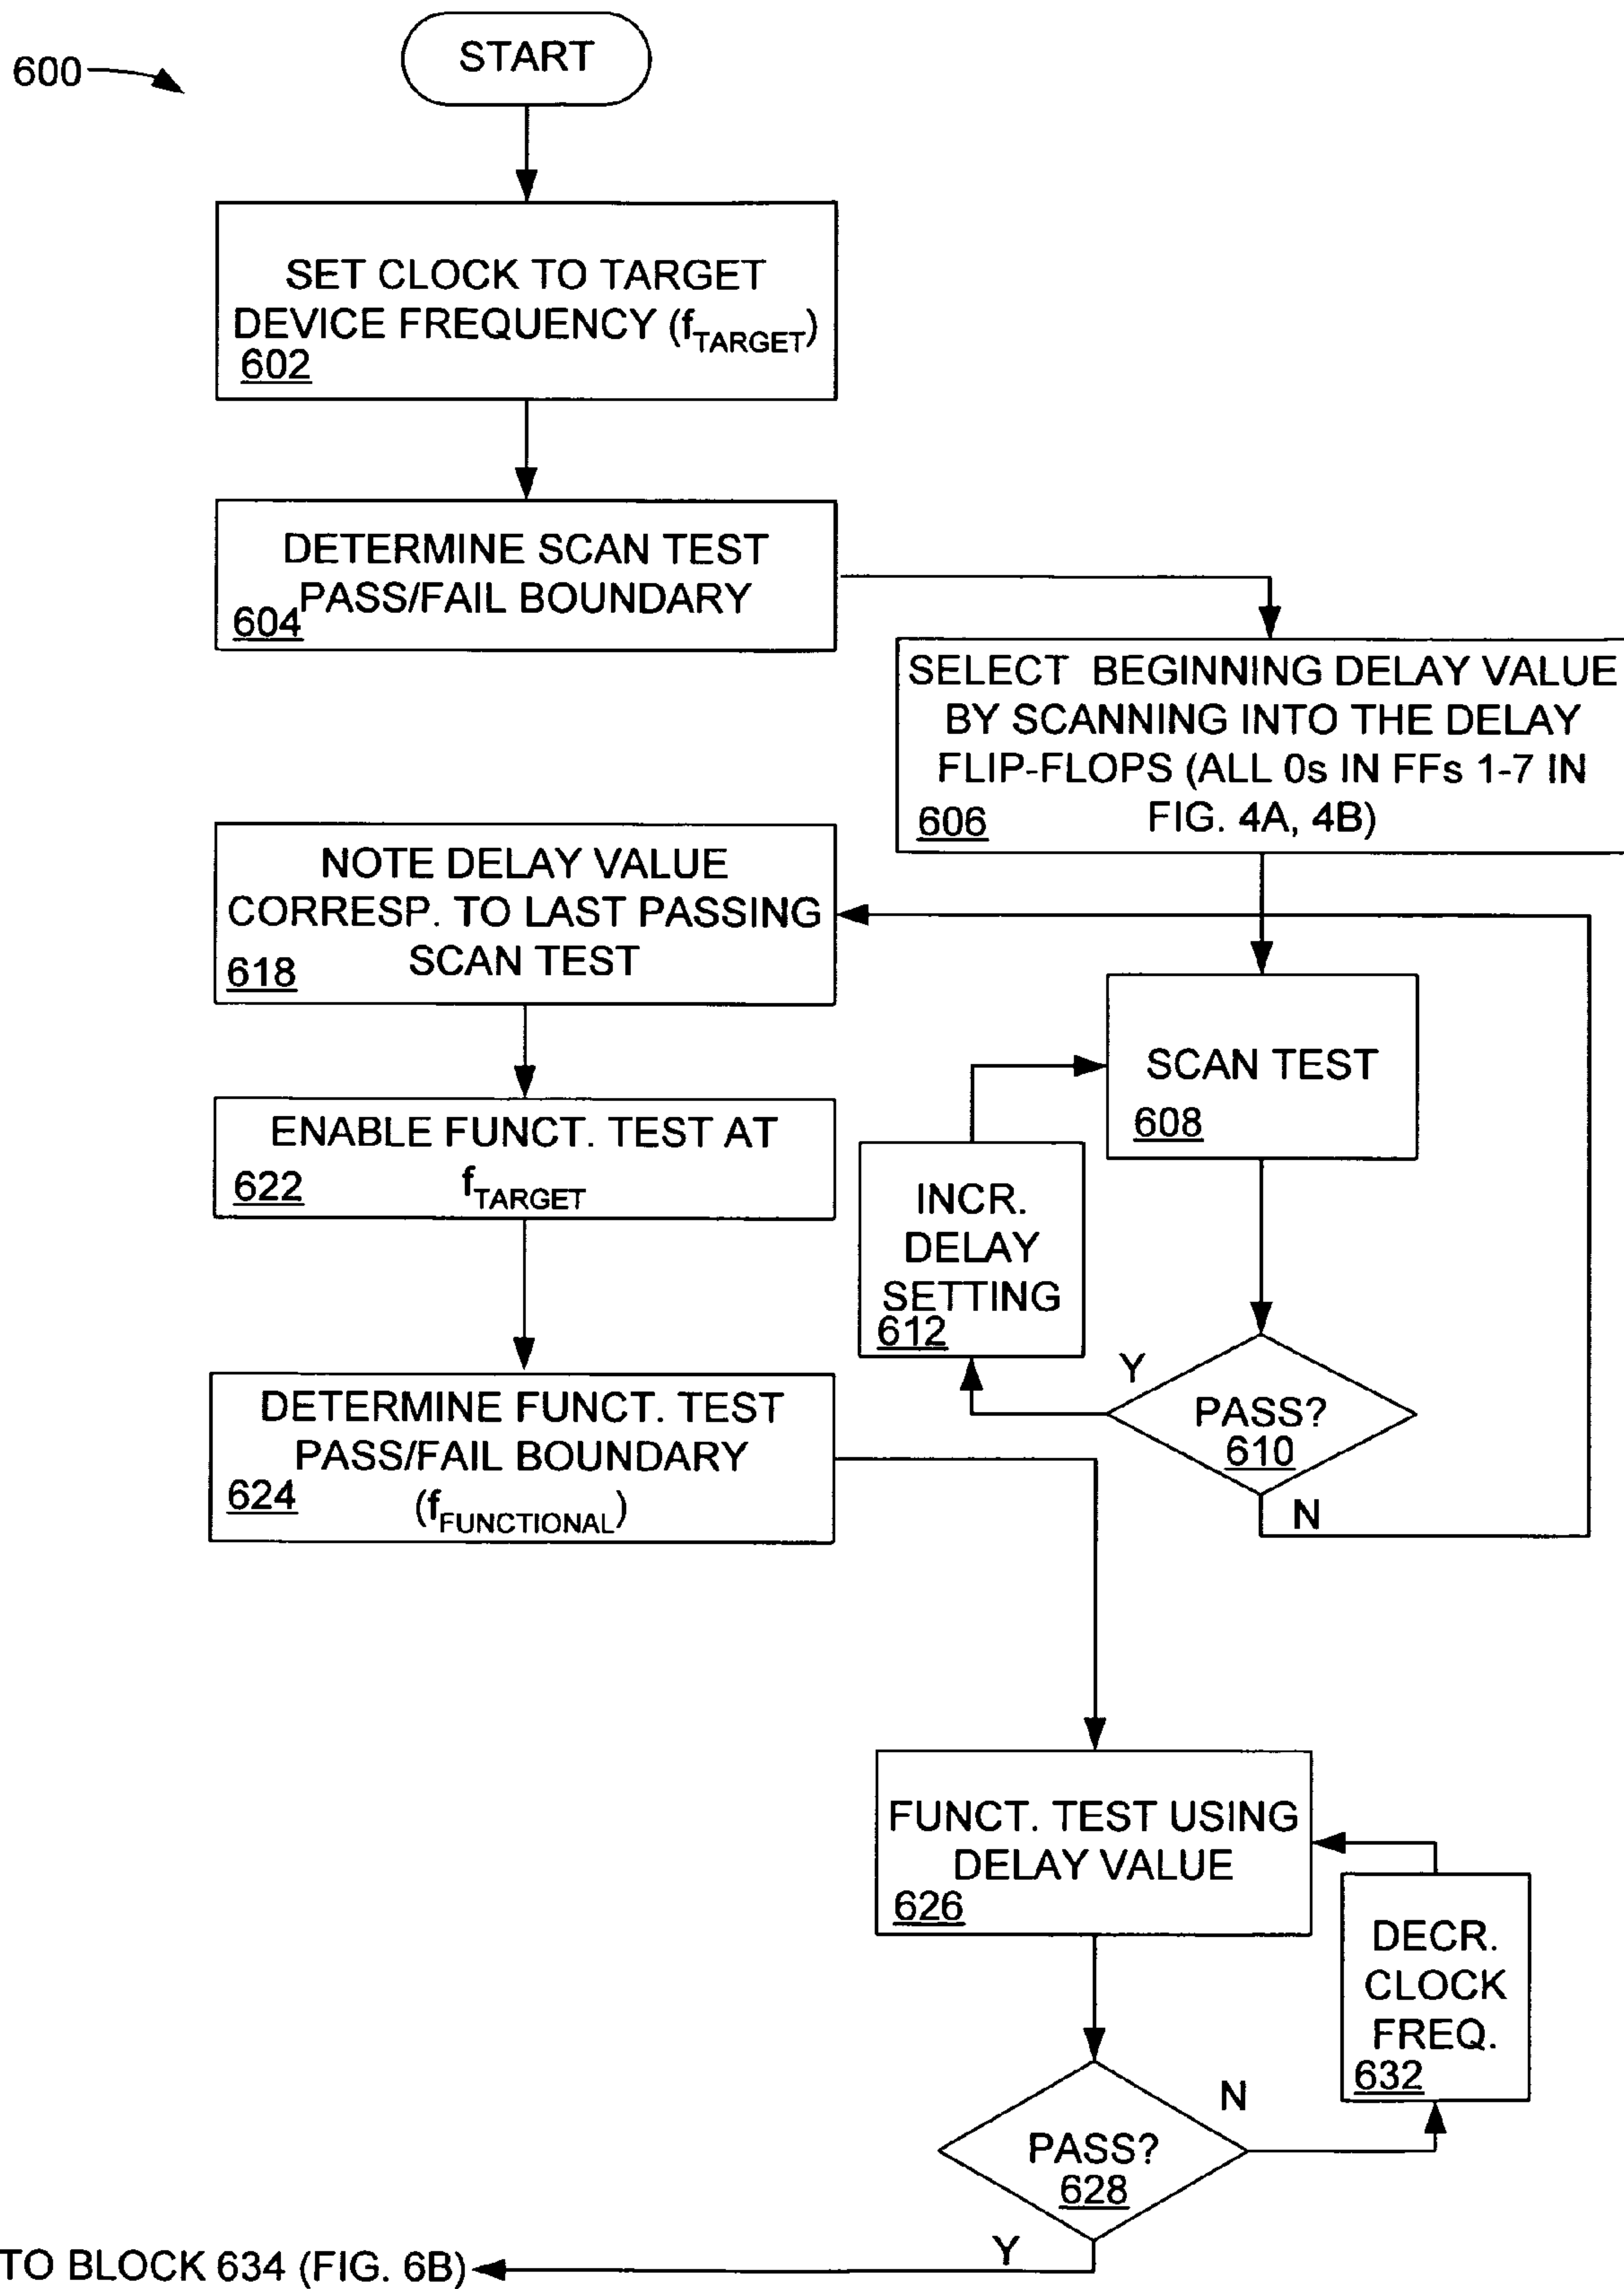 600
START
SET CLOCK TO TARGET
DEVICE FREQUENCY (fTARGET)
602
DETERMINE SCAN TEST
PASS/FAIL BOUNDARY
604
SELECT BEGINNING DELAY VALUE
BY SCANNING INTO THE DELAY
FLIP-FLOPS (ALL 0s IN FFs 1-7 IN
FIG. 4A, 4B)
606
SCAN TEST
608
PASS?
610
Y
N
INCR.
DELAY
SETTING
612
NOTE DELAY VALUE
CORRESP. TO LAST PASSING
SCAN TEST
618
ENABLE FUNCT. TEST AT
fTARGET
622
DETERMINE FUNCT. TEST
PASS/FAIL BOUNDARY
(fFUNCTIONAL)
624
FUNCT. TEST USING
DELAY VALUE
626
PASS?
628
N
DECR.
CLOCK
FREQ.
632
Y
TO BLOCK 634 (FIG. 6B)